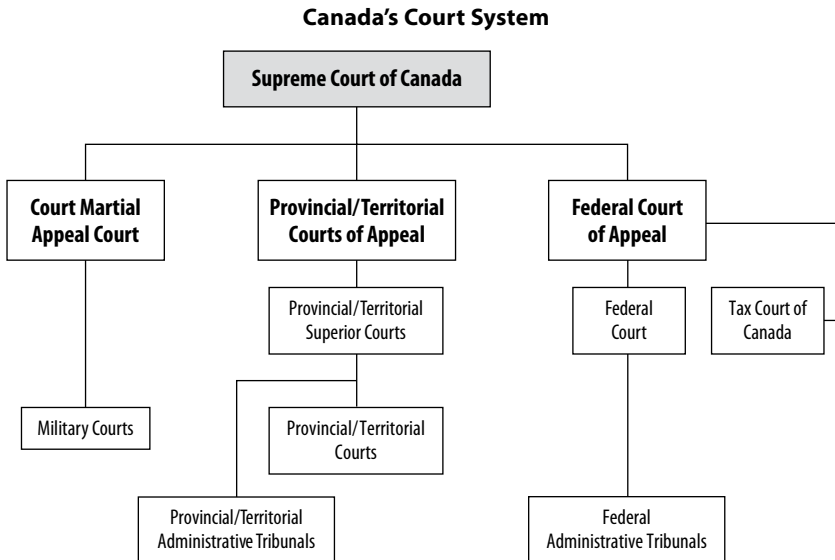 Canada's Court System
Supreme Court of Canada
Court Martial
Appeal Court
Provincial/Territorial
Courts of Appeal
Federal Court
of Appeal
Provincial/Territorial
Superior Courts
Federal
Court
Tax Court of
Canada
Military Courts
Provincial/Territorial
Courts
Provincial/Territorial
Administrative Tribunals
Federal
Administrative Tribunals